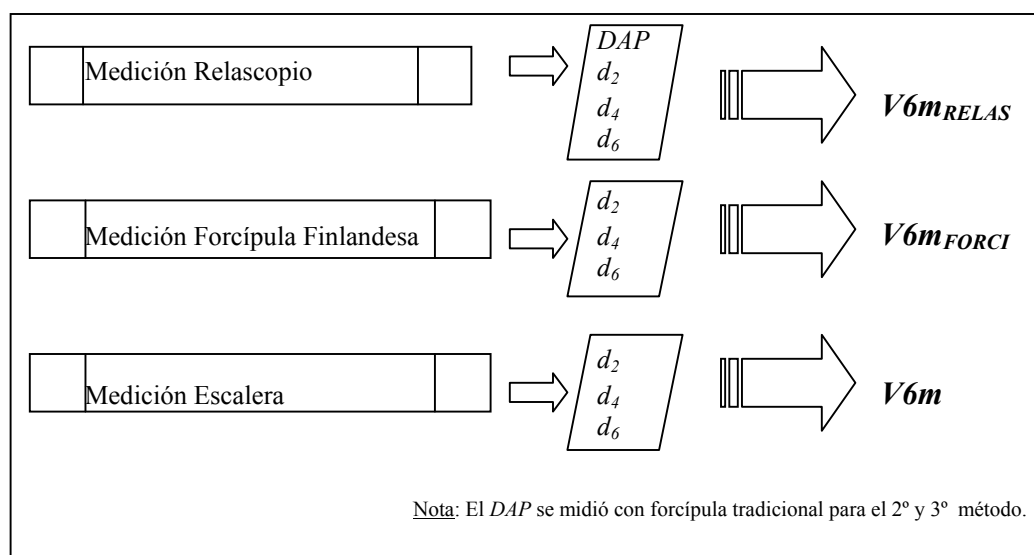 Medición Relascopio
DAP
d2
d4
d6
V6mRELAS
Medición Forcípula Finlandesa
d2
d4
d6
V6mFORCI
Medición Escalera
d2
d4
d6
V6m
Nota: El DAP se midió con forcípula tradicional para el 2º y 3º método.